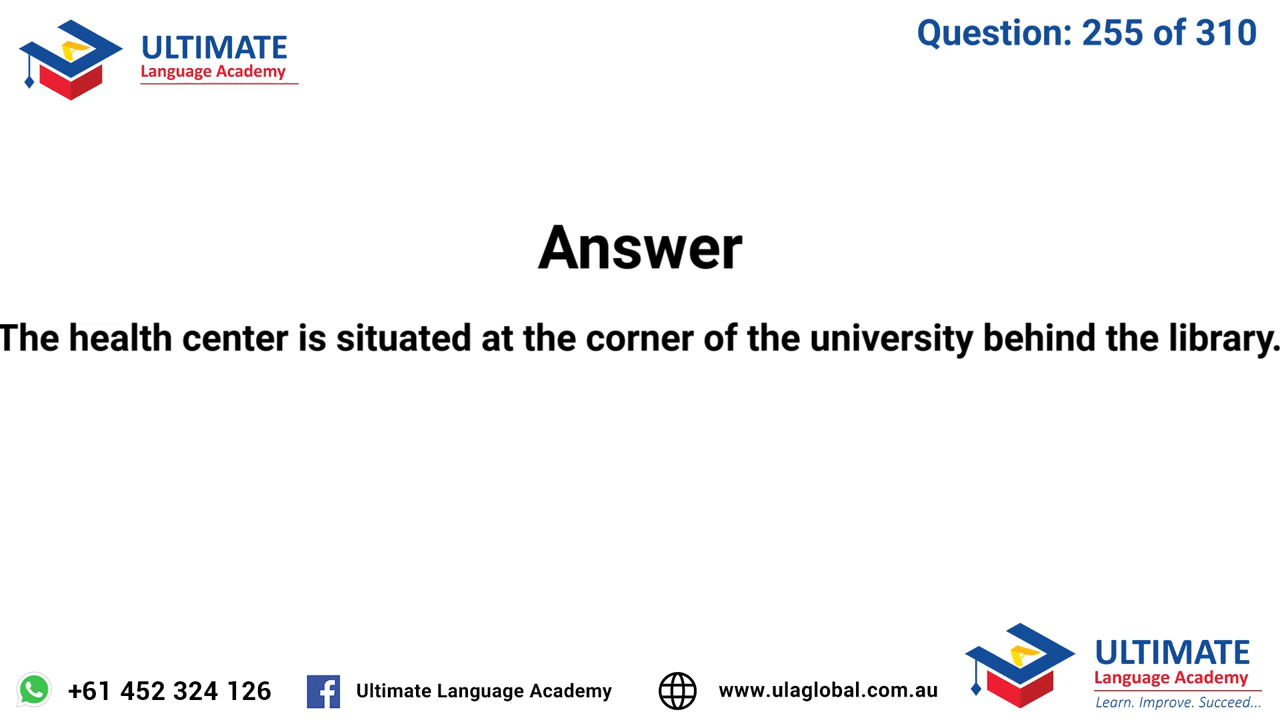 ULTIMATE
Language Academy
Question: 255 of 310
Answer
The health center is situated at the corner of the university behind the library.
+61 452 324 126
Ultimate Language Academy
www.ulaglobal.com.au
ULTIMATE
Language Academy
Learn. Improve. Succeed...